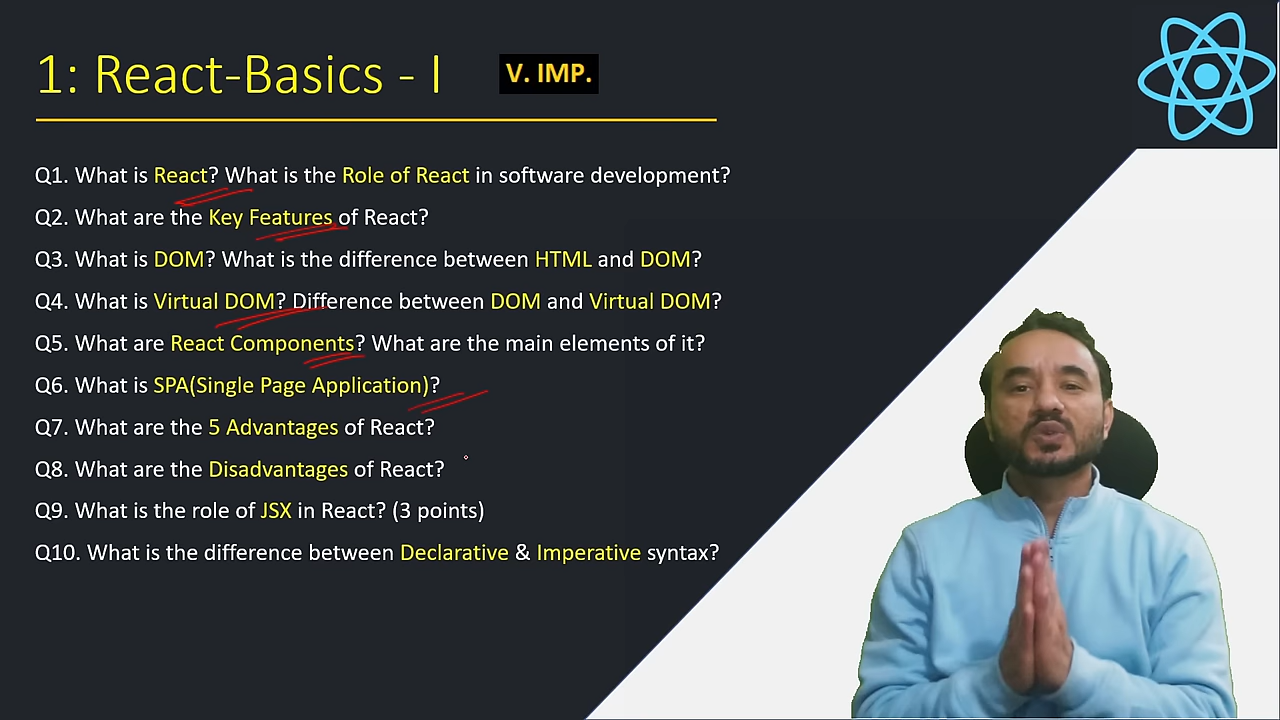 1: React-Basics - I
V. IMP.
Q1. What is React? What is the Role of React in software development?
Q2. What are the Key Features of React?
Q3. What is DOM? What is the difference between HTML and DOM?
Q4. What is Virtual DOM? Difference between DOM and Virtual DOM?
Q5. What are React Components? What are the main elements of it?
Q6. What is SPA(Single Page Application)?
Q7. What are the 5 Advantages of React?
Q8. What are the Disadvantages of React?
Q9. What is the role of JSX in React? (3 points)
Q10. What is the difference between Declarative & Imperative syntax?